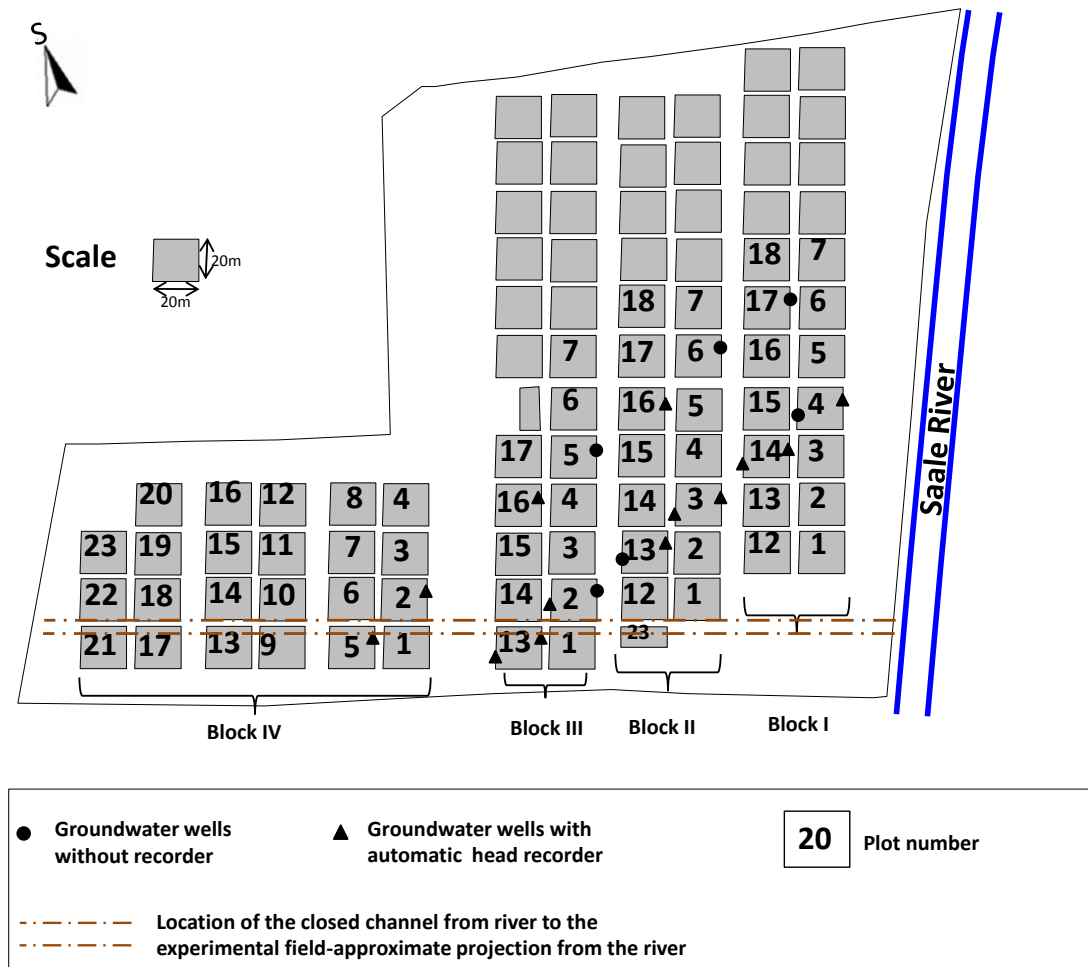 S
Scale
20m
20m
18 7
18 7 17 6
7 17 6 16 5
6 16 5 15 4
17 5 15 4 14 3
20 16 12 8 4 16 4 14 3 13 2
23 19 15 11 7 3 15 3 13 2 12 1
22 18 14 10 6 2 14 2 12 1
21 17 13 9 5 1 13 1 23
Saale River
Block IV
Block III
Block II
Block I
Groundwater wells
without recorder
Groundwater wells with
automatic head recorder
20
Plot number
Location of the closed channel from river to the
experimental field-approximate projection from the river